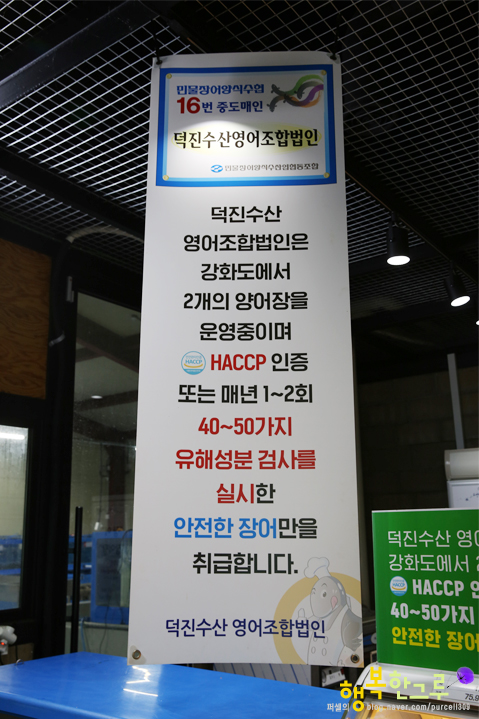 민물장어양식수협
16번 중도매인
덕진수산영어조합법인
민물장어양식수산업협동조합
덕진수산
영어조합법인은
강화도에서
2개의 양어장을
운영중이며
HACCP
HACCP 인증
또는 매년 1~2회
40~50가지
유해성분 검사를
실시한
안전한 장어만을
취급합니다.
덕진수산 영어조합법인
덕진수산 영어
강화도에서 2
HACCP 인
40~50가지
안전한 장어
퍼셀의 행복한그루
blog.naver.com/purcell308